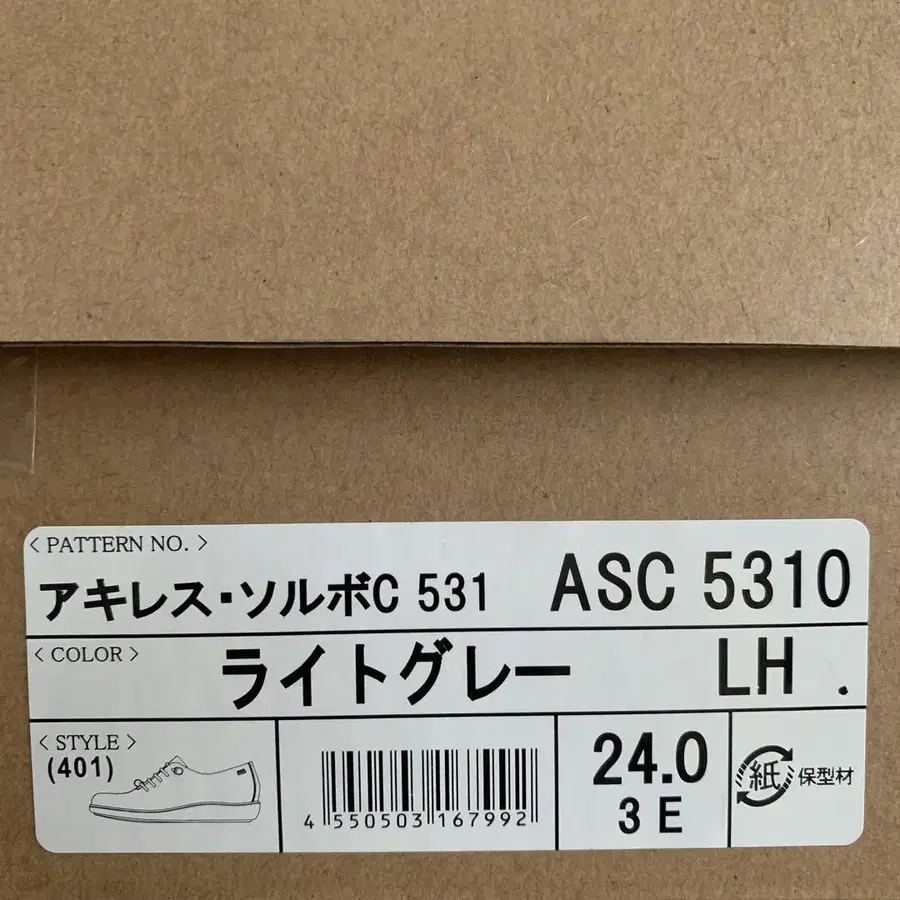 < PATTERN NO. >
アキレス・ソルボC 531 ASC 5310
< COLOR >
ライトグレー LH .
< STYLE >
(401)
4 550503 167992
24.0
3E
紙 保型材